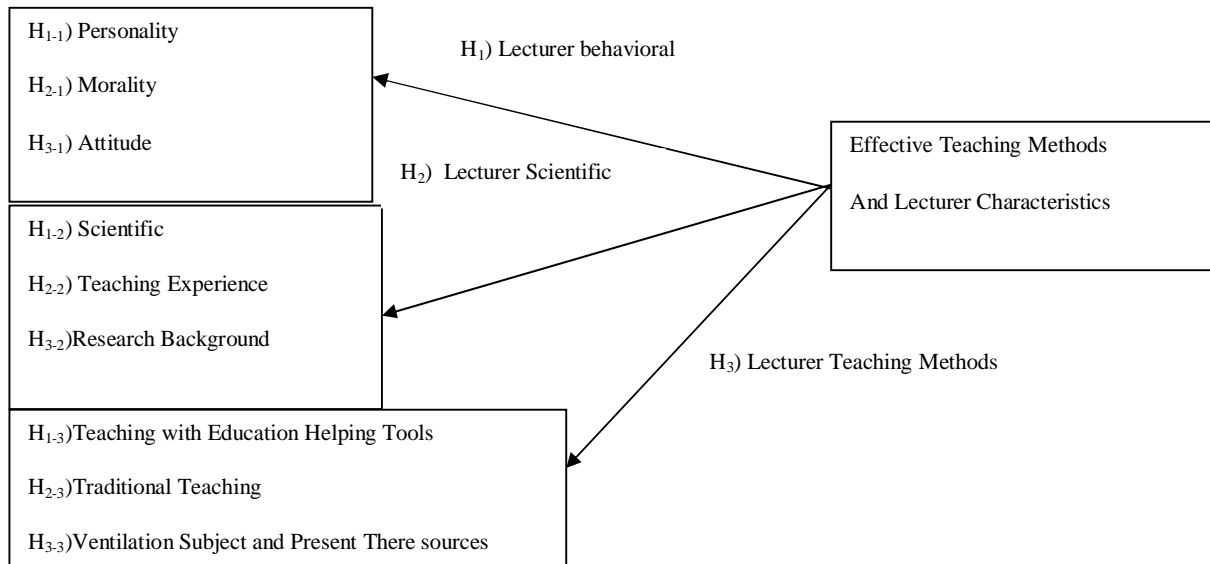 H1-1) Personality
H2-1) Morality
H3-1) Attitude
H1) Lecturer behavioral
H2) Lecturer Scientific
Effective Teaching Methods
And Lecturer Characteristics
H1-2) Scientific
H2-2) Teaching Experience
H3-2)Research Background
H3) Lecturer Teaching Methods
H1-3)Teaching with Education Helping Tools
H2-3)Traditional Teaching
H3-3)Ventilation Subject and Present There sources